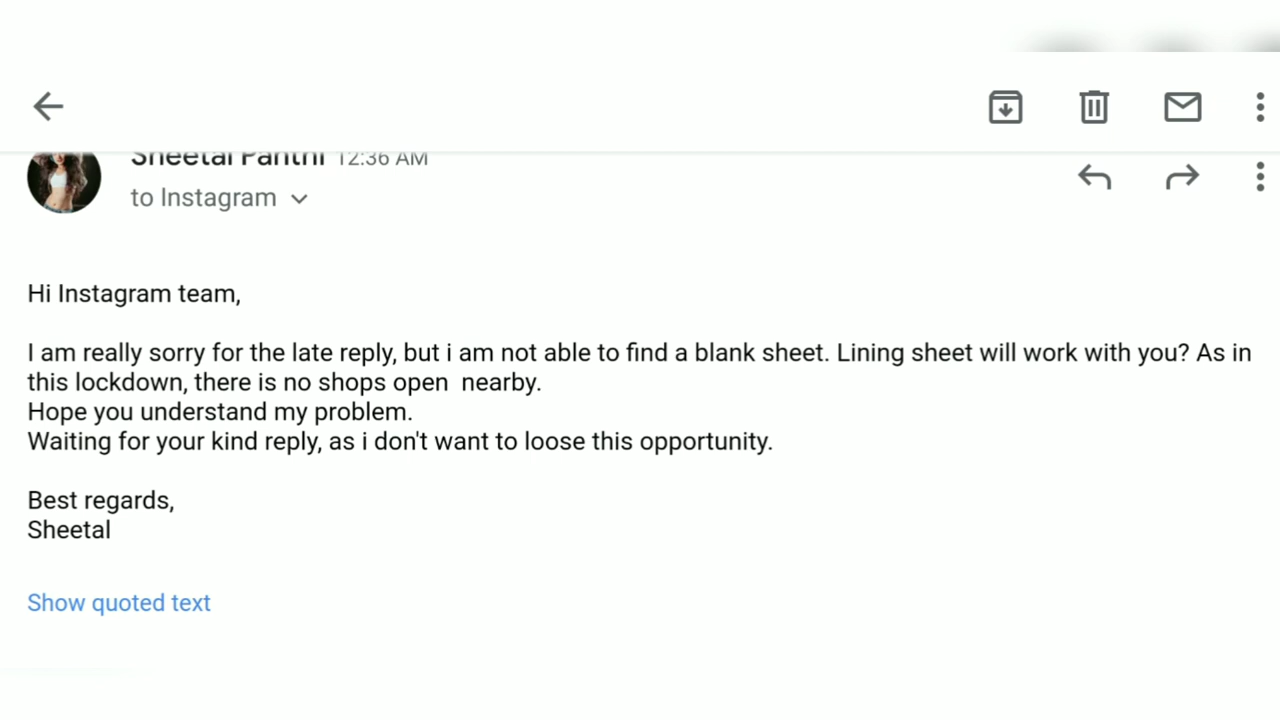 Sheetal Panthi 12:36 AM
to Instagram
Hi Instagram team,
I am really sorry for the late reply, but i am not able to find a blank sheet. Lining sheet will work with you? As in
this lockdown, there is no shops open  nearby.
Hope you understand my problem.
Waiting for your kind reply, as i don't want to loose this opportunity.
Best regards,
Sheetal
Show quoted text